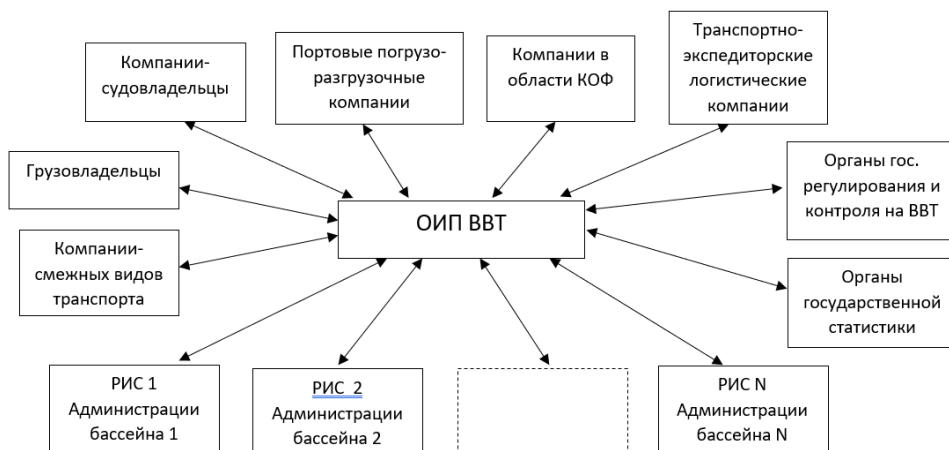 Компании-
судовладельцы
Портовые погрузо-
разгрузочные
компании
Компании в
области КОФ
Транспортно-
экспедиторские
логистические
компании
Грузовладельцы
ОИП ВВТ
Органы гос.
регулирования и
контроля на ВВТ
Компании-
смежных видов
транспорта
Органы
государственной
статистики
РИС 1
Администрации
бассейна 1
РИС 2
Администрации
бассейна 2
РИС N
Администрации
бассейна N